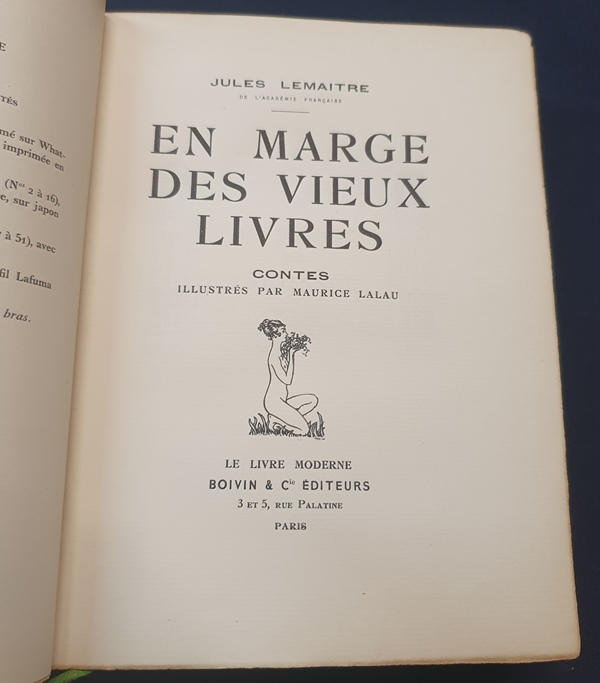 E
TÉS
mé sur What-
imprimée en
(Nos 2 à 16),
e, sur japon
à 51), avec
fil Lafuma
bras.
JULES LEMAITRE
DE L'ACADÉMIE FRANÇAISE
EN MARGE
DES VIEUX
LIVRES
CONTES
ILLUSTRÉS PAR MAURICE LALAU
LE LIVRE MODERNE
BOIVIN & Cie ÉDITEURS
3 ET 5, RUE PALATINE
PARIS